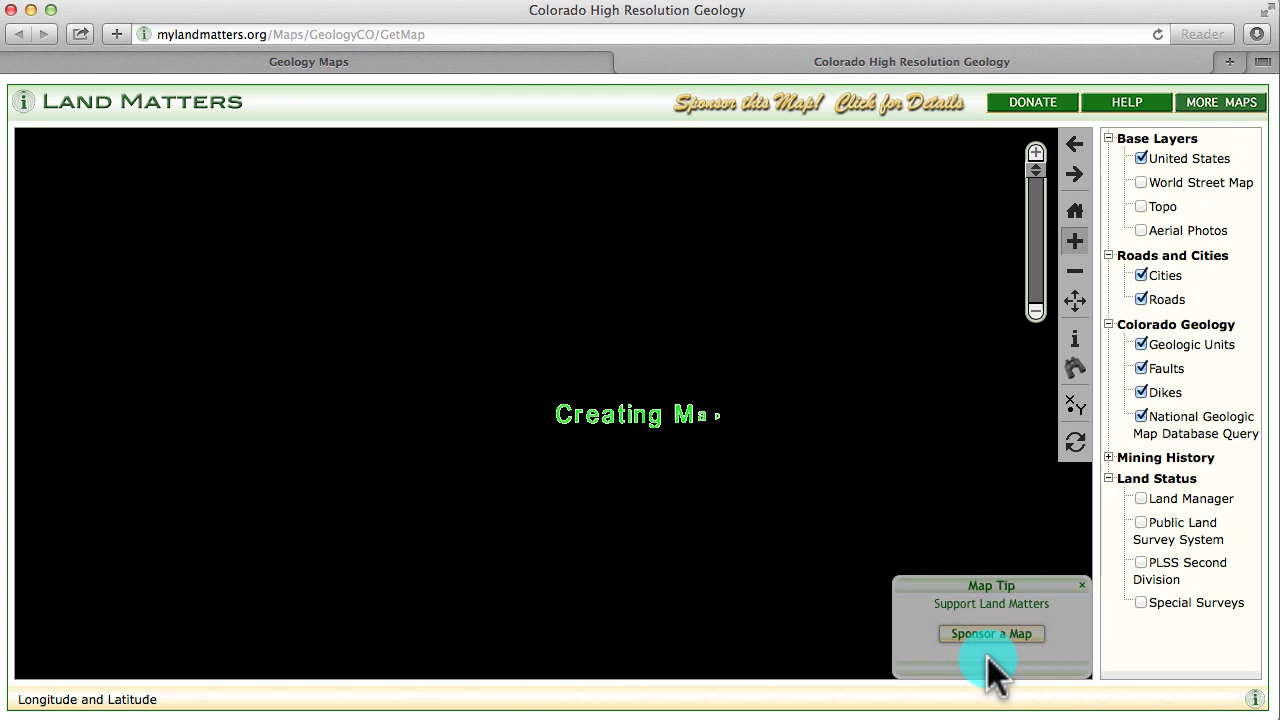 Colorado High Resolution Geology
mylandmatters.org/Maps/GeologyCO/GetMap
Reader
Geology Maps
Colorado High Resolution Geology
LAND MATTERS
Sponsor this Map! Click for Details
DONATE
HELP
MORE MAPS
Base Layers
United States
World Street Map
Topo
Aerial Photos
Roads and Cities
Cities
Roads
Colorado Geology
Geologic Units
Faults
Dikes
National Geologic
Map Database Query
Mining History
Land Status
Land Manager
Public Land
Survey System
PLSS Second
Division
Special Surveys
X Y
Creating Map
Map Tip
Support Land Matters
Sponsor a Map
Longitude and Latitude